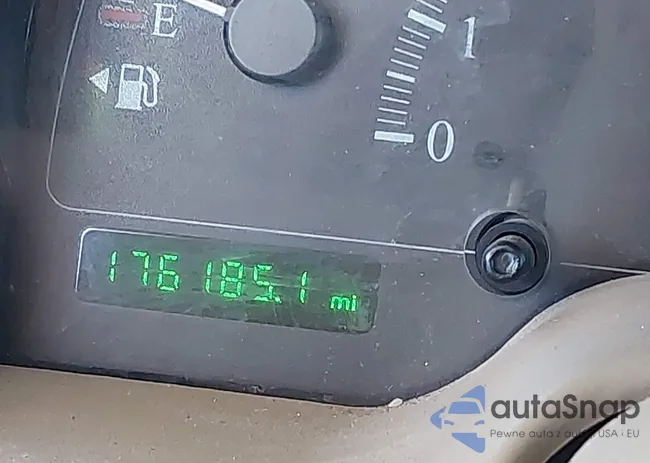 E
1
0
176185.1 mi
autaSnap
Pewne auta z aukcji USA i EU